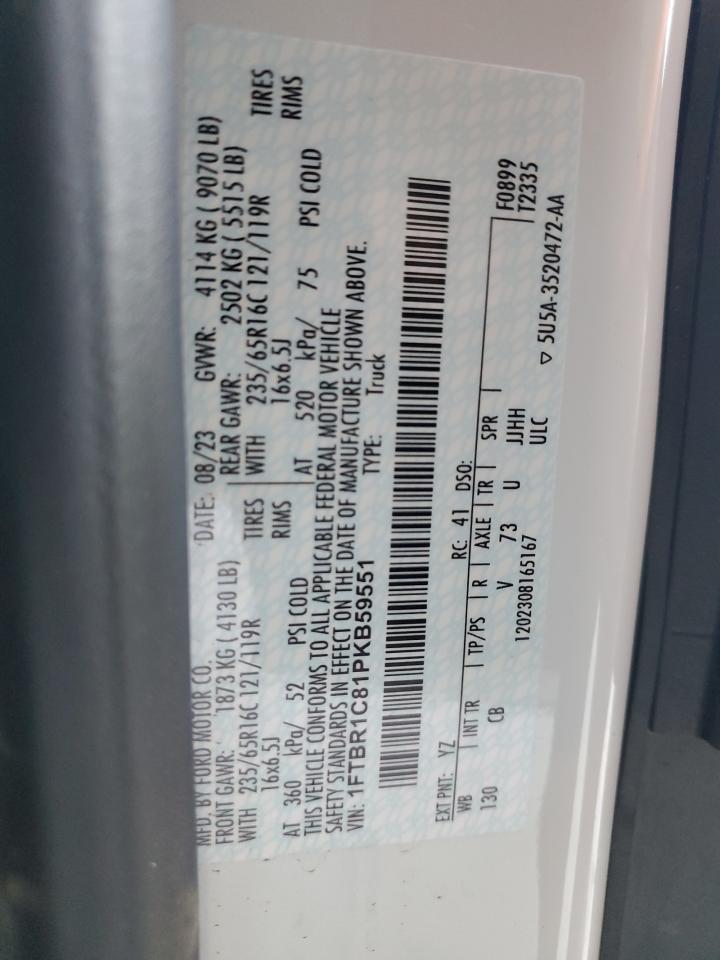 MFD. BY FORD MOTOR CO.
DATE: 08/23 GVWR: 4114 KG ( 9070 LB)
FRONT GAWR: 1873 KG ( 4130 LB) REAR GAWR: 2502 KG ( 5515 LB)
WITH 235/65R16C 121/119R TIRES WITH 235/65R16C 121/119R TIRES
16x6.5J RIMS 16x6.5J RIMS
AT 360 kPa/ 52 PSI COLD AT 520 kPa/ 75 PSI COLD
THIS VEHICLE CONFORMS TO ALL APPLICABLE FEDERAL MOTOR VEHICLE
SAFETY STANDARDS IN EFFECT ON THE DATE OF MANUFACTURE SHOWN ABOVE.
VIN: 1FTBR1C81PKB59551 TYPE: Truck
EXT PNT: YZ RC: 41 DSO:
WB INT TR TP/PS R AXLE TR SPR F0899
130 CB V 73 U JJHH T2335
1202308165167 ULC
▽ 5U5A-3520472-AA